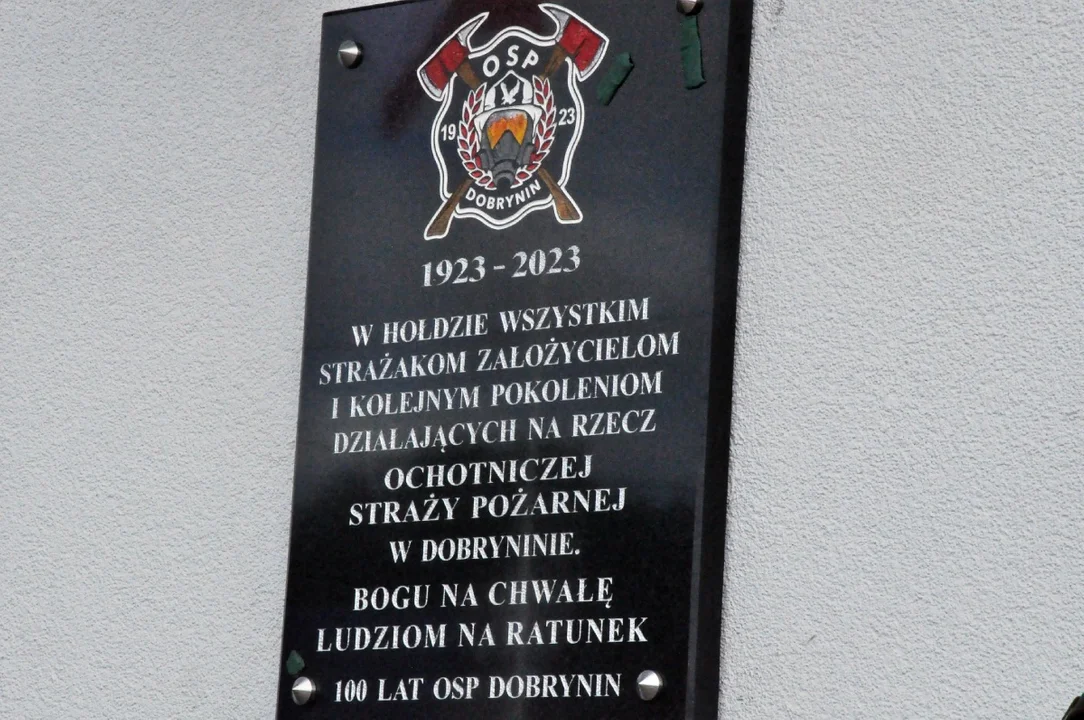 OSP
19 23
DOBRYNIN
1923 - 2023
W HOŁDZIE WSZYSTKIM
STRAŻAKOM ZAŁOŻYCIELOM
I KOLEJNYM POKOLENIOM
DZIAŁAJĄCYCH NA RZECZ
OCHOTNICZEJ
STRAŻY POŻARNEJ
W DOBRYNINIE.
BOGU NA CHWAŁĘ
LUDZIOM NA RATUNEK
100 LAT OSP DOBRYNIN